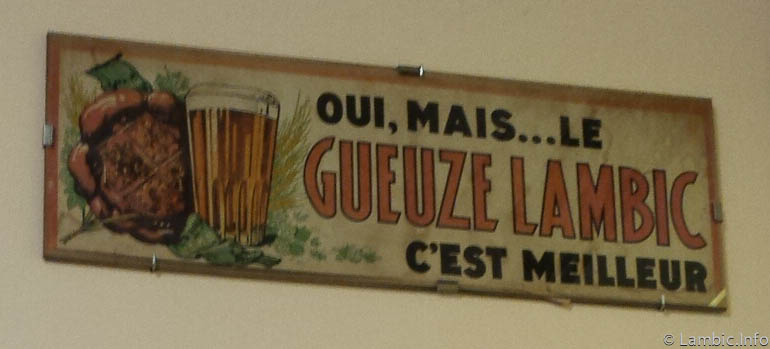 OUI, MAIS...LE
GUEUZE LAMBIC
C'EST MEILLEUR
© Lambic.Info